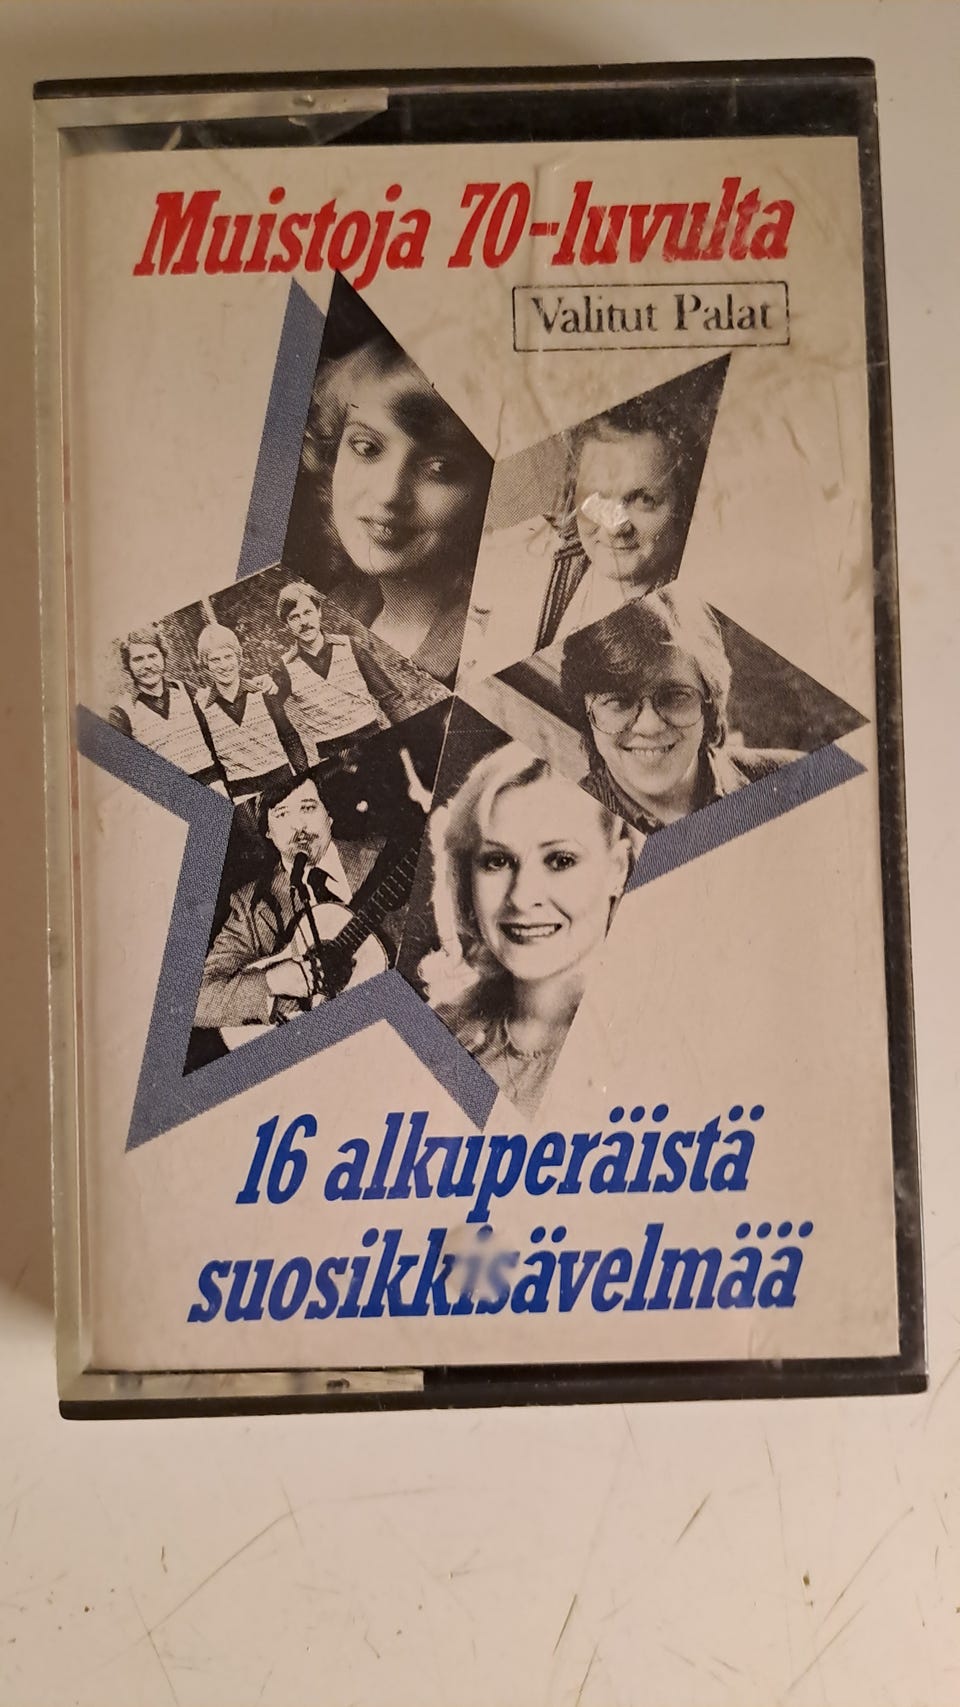 Muistoja 70-luvulta
Valitut Palat
16 alkuperäistä
suosikkisävelmää